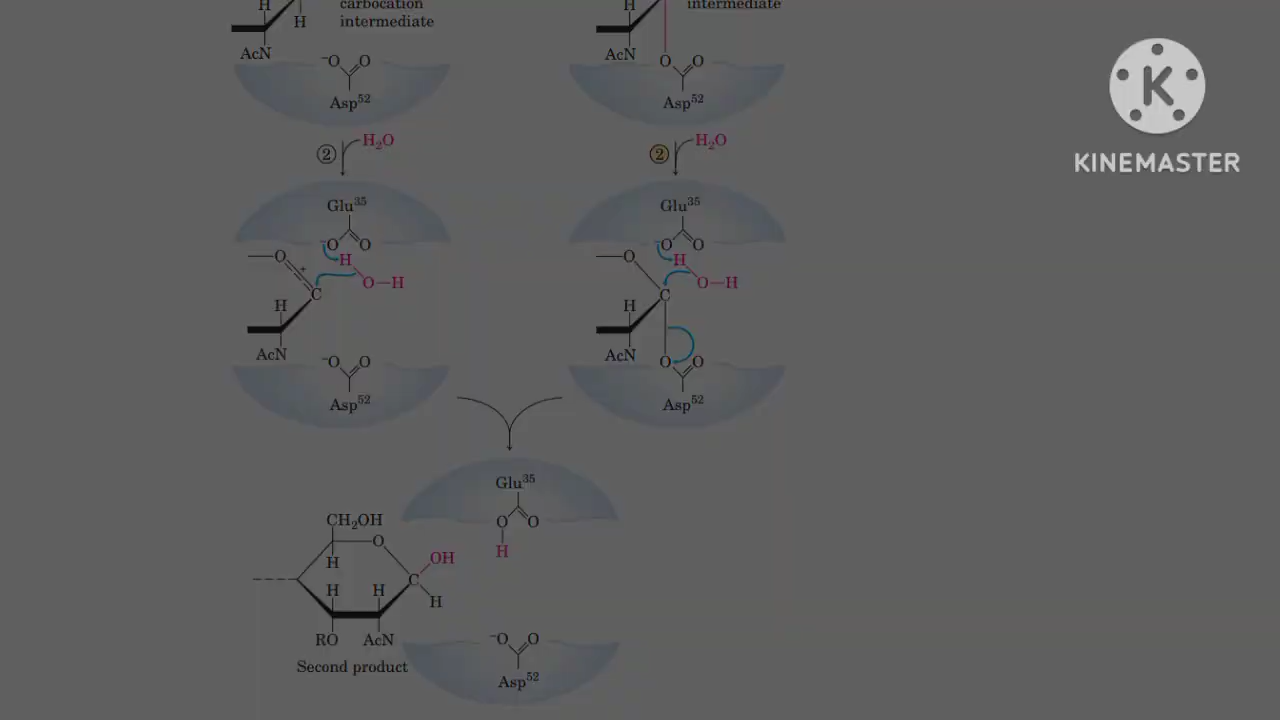 H
H
carbocation
intermediate
AcN
⁻O O
Asp⁵²
H
intermediate
AcN
O O
Asp⁵²
② H₂O
② H₂O
Glu³⁵
⁻O O
O + H
C O—H
H
AcN
⁻O O
Asp⁵²
Glu³⁵
⁻O O
O H
C O—H
H
AcN
O O
Asp⁵²
Glu³⁵
O O
H
CH₂OH
O
H OH
C
H H H
RO AcN
Second product
⁻O O
Asp⁵²
K
KINEMASTER